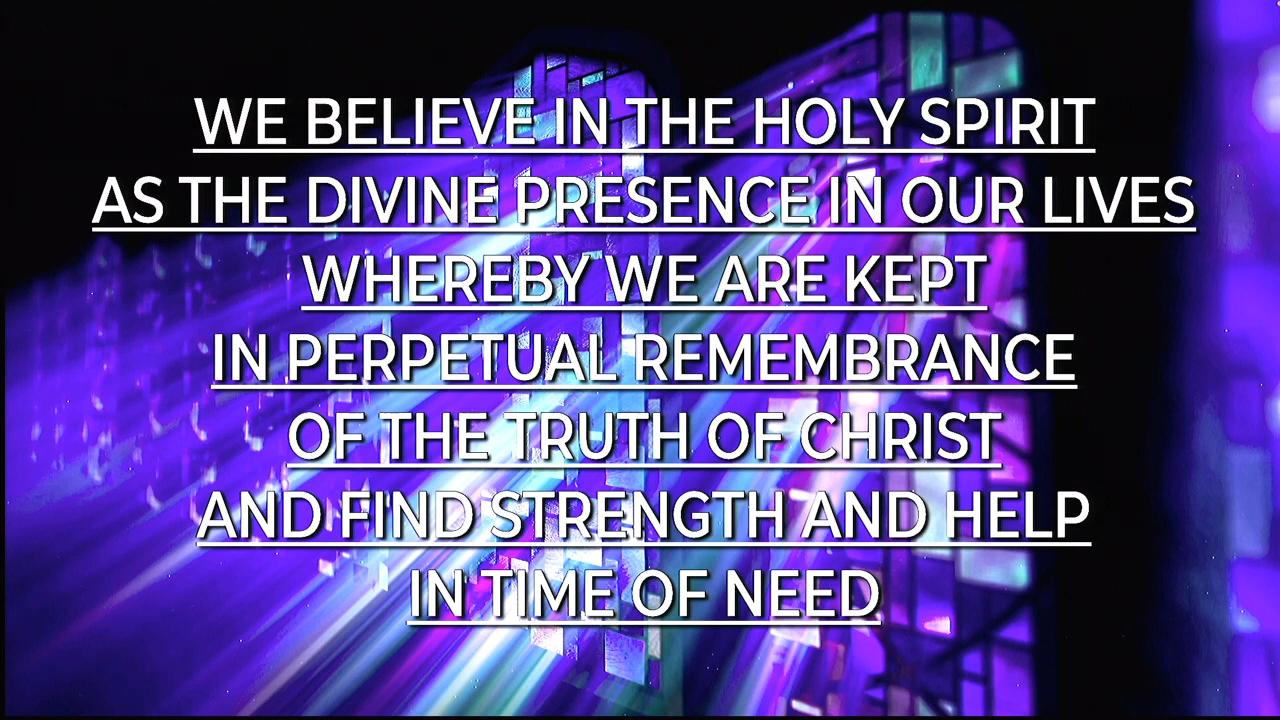 WE BELIEVE IN THE HOLY SPIRIT
AS THE DIVINE PRESENCE IN OUR LIVES
WHEREBY WE ARE KEPT
IN PERPETUAL REMEMBRANCE
OF THE TRUTH OF CHRIST
AND FIND STRENGTH AND HELP
IN TIME OF NEED